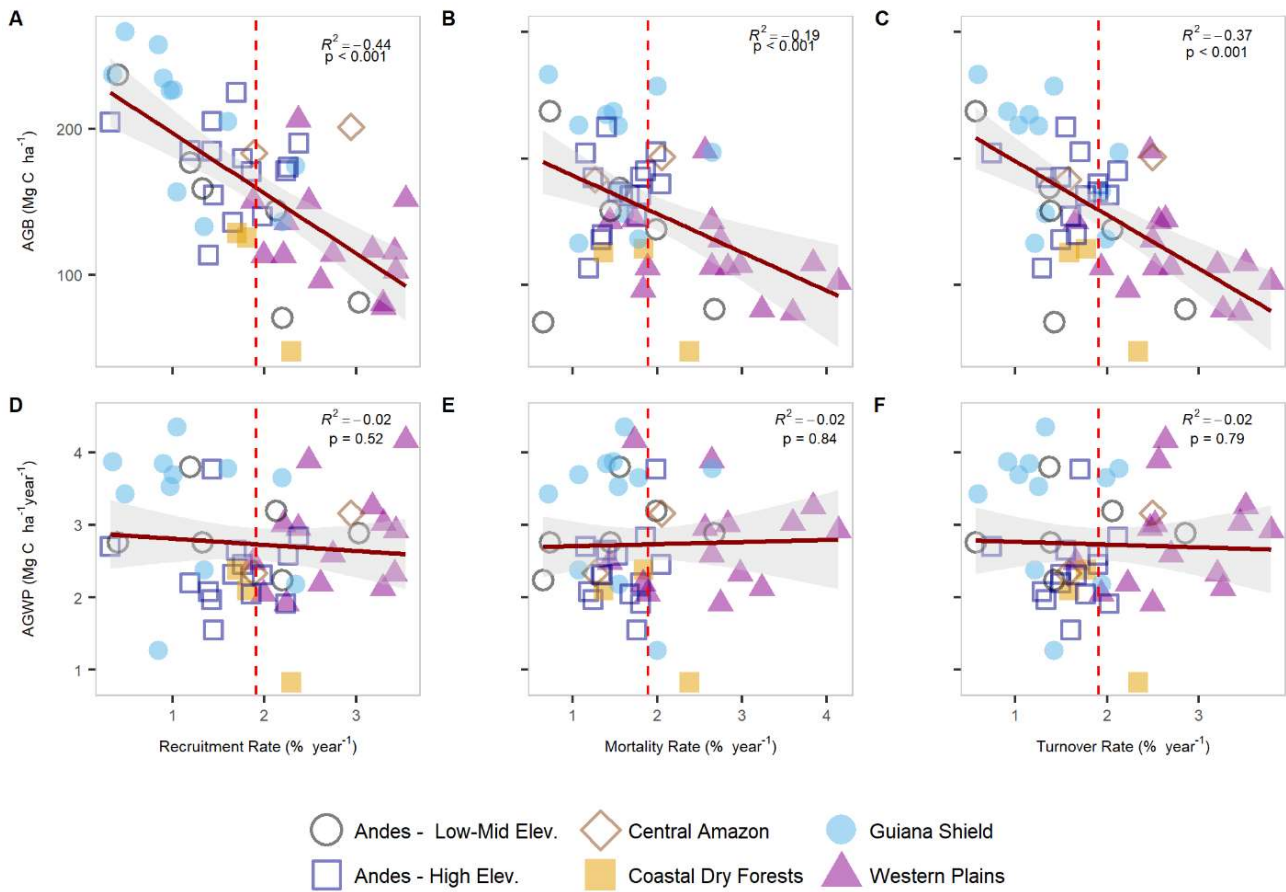 A
B
C
R² = −0.44
p < 0.001
R² = −0.19
p < 0.001
R² = −0.37
p < 0.001
AGB (Mg C ha⁻¹)
200
100
D
E
F
R² = −0.02
p = 0.52
R² = −0.02
p = 0.84
R² = −0.02
p = 0.79
AGWP (Mg C ha⁻¹year⁻¹)
4
3
2
1
1 2 3
1 2 3 4
1 2 3
Recruitment Rate (% year⁻¹)
Mortality Rate (% year⁻¹)
Turnover Rate (% year⁻¹)
Andes - Low-Mid Elev.
Central Amazon
Guiana Shield
Andes - High Elev.
Coastal Dry Forests
Western Plains